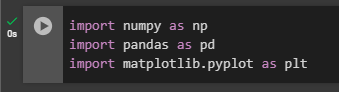 0s
import numpy as np
import pandas as pd
import matplotlib.pyplot as plt